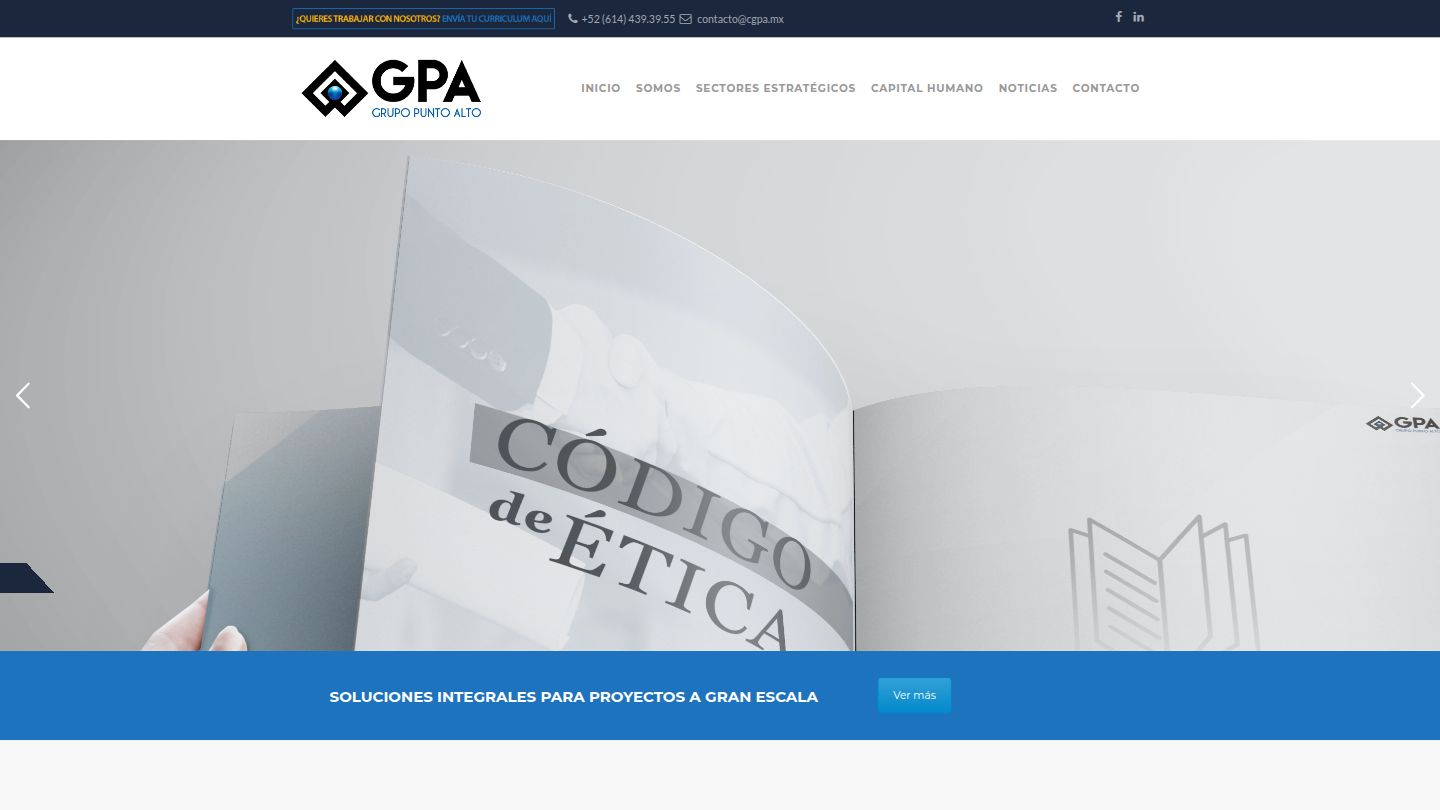 ¿QUIERES TRABAJAR CON NOSOTROS? ENVÍA TU CURRICULUM AQUÍ
+52 (614) 439.39.55
contacto@cgpa.mx
GPA
GRUPO PUNTO ALTO
INICIO
SOMOS
SECTORES ESTRATÉGICOS
CAPITAL HUMANO
NOTICIAS
CONTACTO
CÓDIGO
de ÉTICA
GPA
GRUPO PUNTO ALTO
SOLUCIONES INTEGRALES PARA PROYECTOS A GRAN ESCALA
Ver más